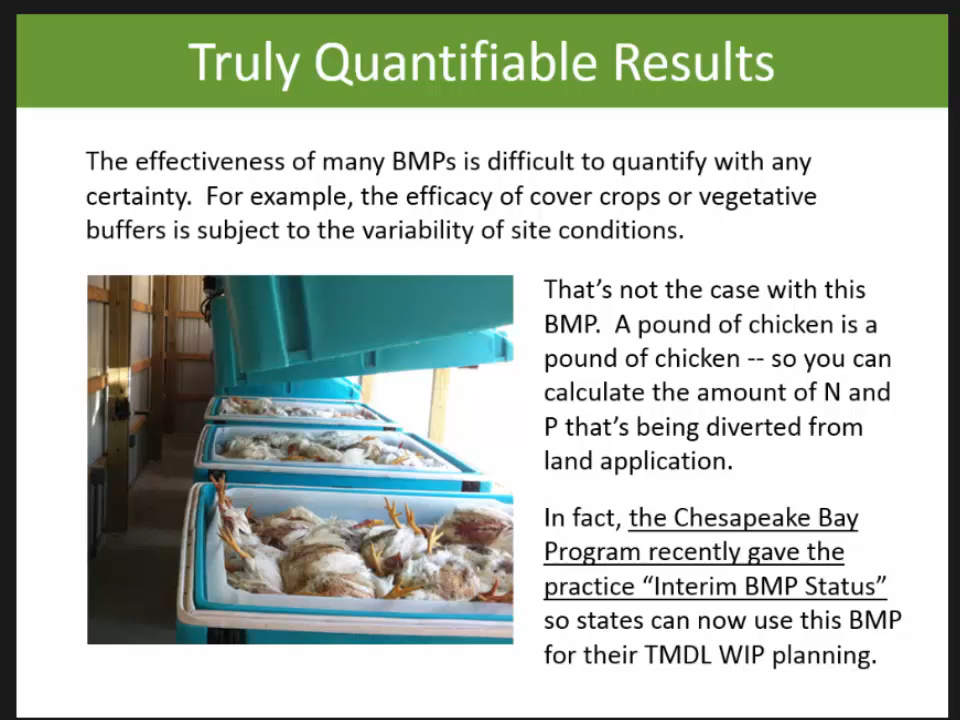 Truly Quantifiable Results
The effectiveness of many BMPs is difficult to quantify with any
certainty. For example, the efficacy of cover crops or vegetative
buffers is subject to the variability of site conditions.
That's not the case with this
BMP. A pound of chicken is a
pound of chicken -- so you can
calculate the amount of N and
P that's being diverted from
land application.
In fact, the Chesapeake Bay
Program recently gave the
practice “Interim BMP Status”
so states can now use this BMP
for their TMDL WIP planning.